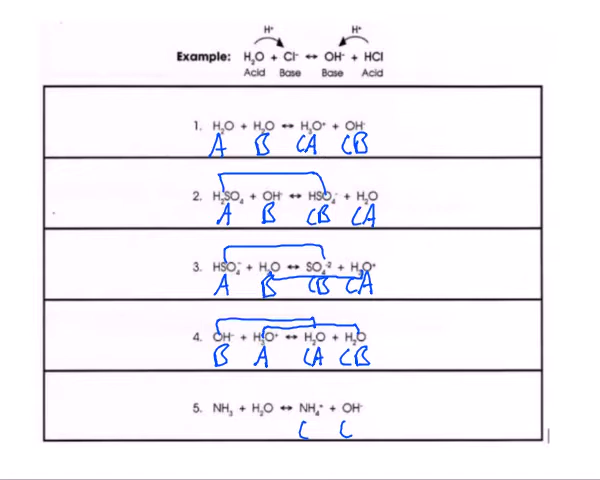 H⁺ H⁺
Example: H₂O + Cl⁻ ↔ OH⁻ + HCl
Acid Base Base Acid
1. H₂O + H₂O ↔ H₃O⁺ + OH⁻
A B CA CB
2. H₂SO₄ + OH⁻ ↔ HSO₄⁻ + H₂O
A B CB CA
3. HSO₄⁻ + H₂O ↔ SO₄⁻² + H₃O⁺
A B CB CA
4. OH⁻ + H₃O⁺ ↔ H₂O + H₂O
B A CA CB
5. NH₃ + H₂O ↔ NH₄⁺ + OH⁻
C C